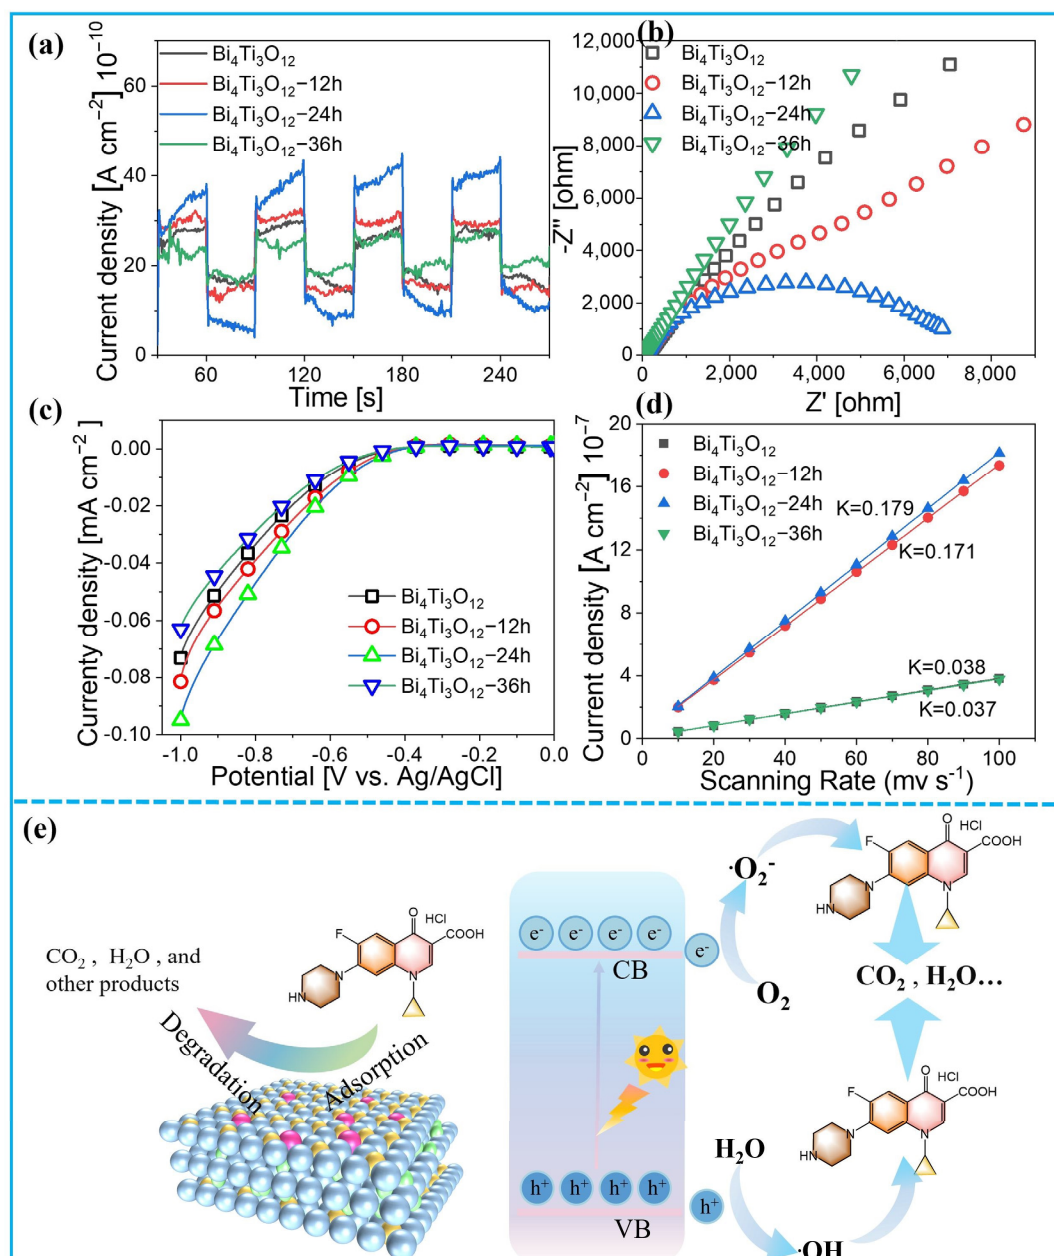 (a)
Bi₄Ti₃O₁₂
Bi₄Ti₃O₁₂−12h
Bi₄Ti₃O₁₂−24h
Bi₄Ti₃O₁₂−36h
Current density [A cm⁻²] 10⁻¹⁰
60
40
20
0
60 120 180 240
Time [s]
(b)
Bi₄Ti₃O₁₂
Bi₄Ti₃O₁₂−12h
Bi₄Ti₃O₁₂−24h
Bi₄Ti₃O₁₂−36h
-Z'' [ohm]
12,000
10,000
8,000
6,000
4,000
2,000
0
0 2,000 4,000 6,000 8,000
Z' [ohm]
(c)
Currenty density [mA cm⁻²]
0.00
-0.02
-0.04
-0.06
-0.08
-0.10
Bi₄Ti₃O₁₂
Bi₄Ti₃O₁₂−12h
Bi₄Ti₃O₁₂−24h
Bi₄Ti₃O₁₂−36h
-1.0 -0.8 -0.6 -0.4 -0.2 0.0
Potential [V vs. Ag/AgCl]
(d)
Current density [A cm⁻²] 10⁻⁷
20
16
12
8
4
0
Bi₄Ti₃O₁₂
Bi₄Ti₃O₁₂−12h
Bi₄Ti₃O₁₂−24h
Bi₄Ti₃O₁₂−36h
K=0.179
K=0.171
K=0.038
K=0.037
0 20 40 60 80 100
Scanning Rate (mv s⁻¹)
(e)
CO₂ , H₂O , and
other products
O
HCl
F
COOH
N
N
HN
Degradation
Adsorption
e⁻ e⁻ e⁻ e⁻
e⁻
CB
h⁺ h⁺ h⁺ h⁺
h⁺
VB
·O₂⁻
O₂
O
HCl
F
COOH
N
N
HN
CO₂ , H₂O…
O
HCl
F
COOH
N
N
HN
H₂O
·OH